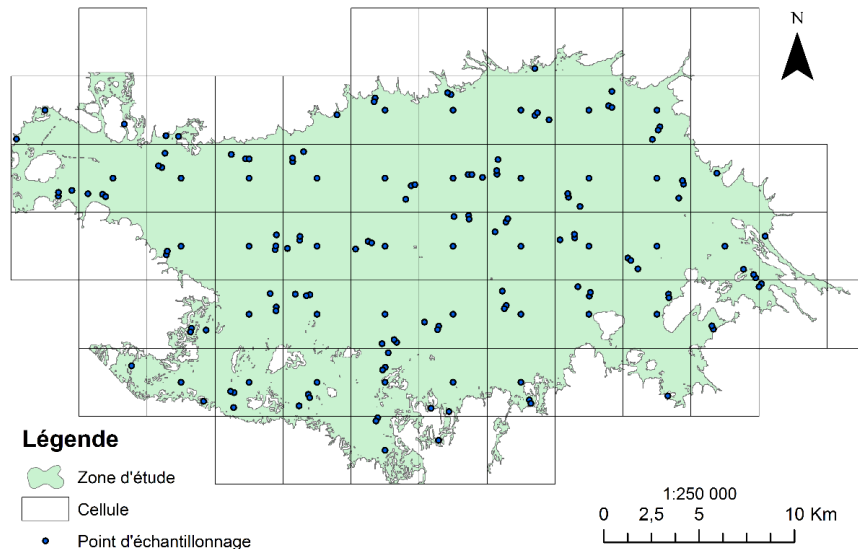 N
Légende
Zone d'étude
Cellule
Point d'échantillonnage
1:250 000
0 2,5 5 10 Km